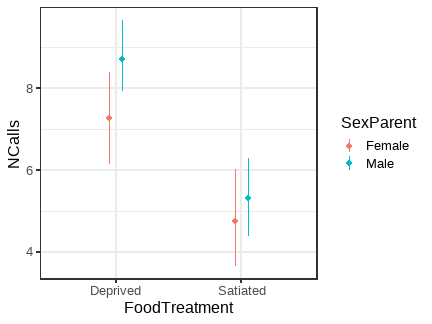 NCalls
8
6
4
Deprived
Satiated
FoodTreatment
SexParent
Female
Male